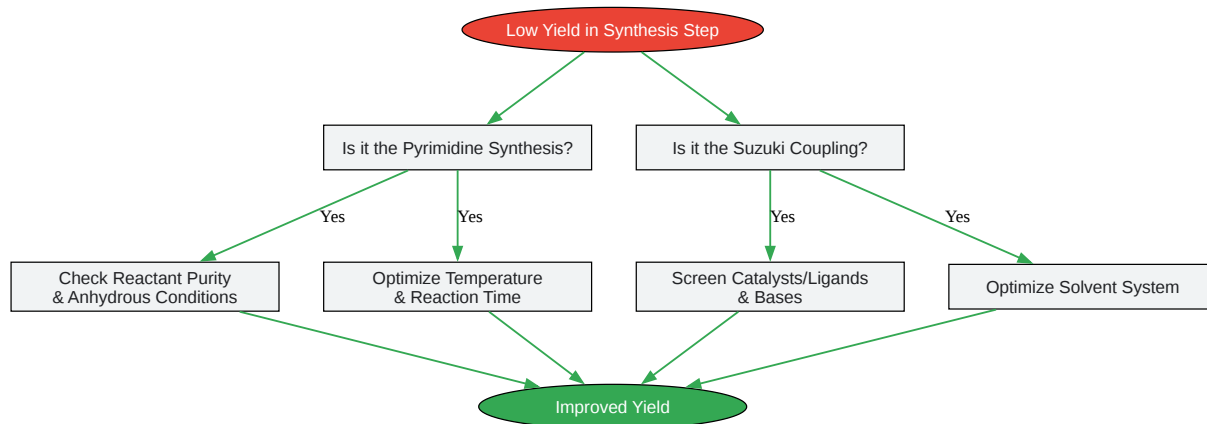 Low Yield in Synthesis Step
Is it the Pyrimidine Synthesis?
Is it the Suzuki Coupling?
Yes
Yes
Yes
Yes
Check Reactant Purity
& Anhydrous Conditions
Optimize Temperature
& Reaction Time
Screen Catalysts/Ligands
& Bases
Optimize Solvent System
Improved Yield